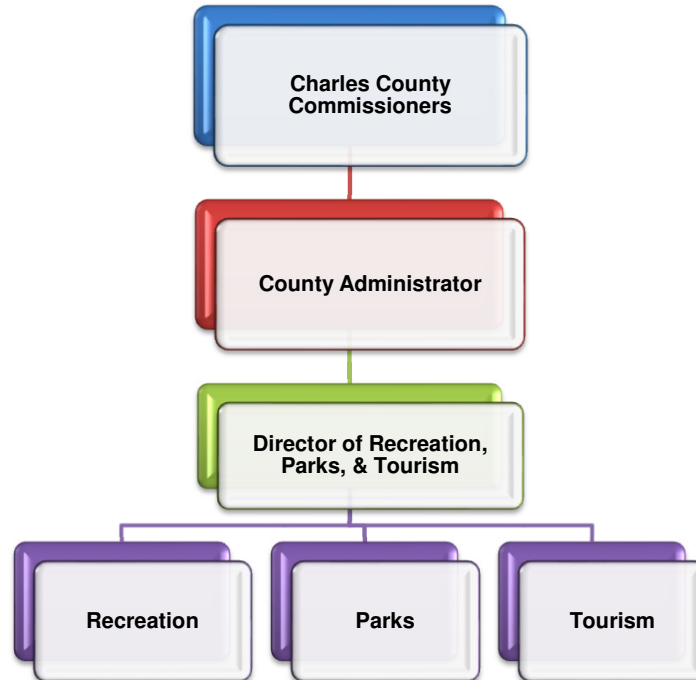 Charles County
Commissioners
County Administrator
Director of Recreation,
Parks, & Tourism
Recreation
Parks
Tourism